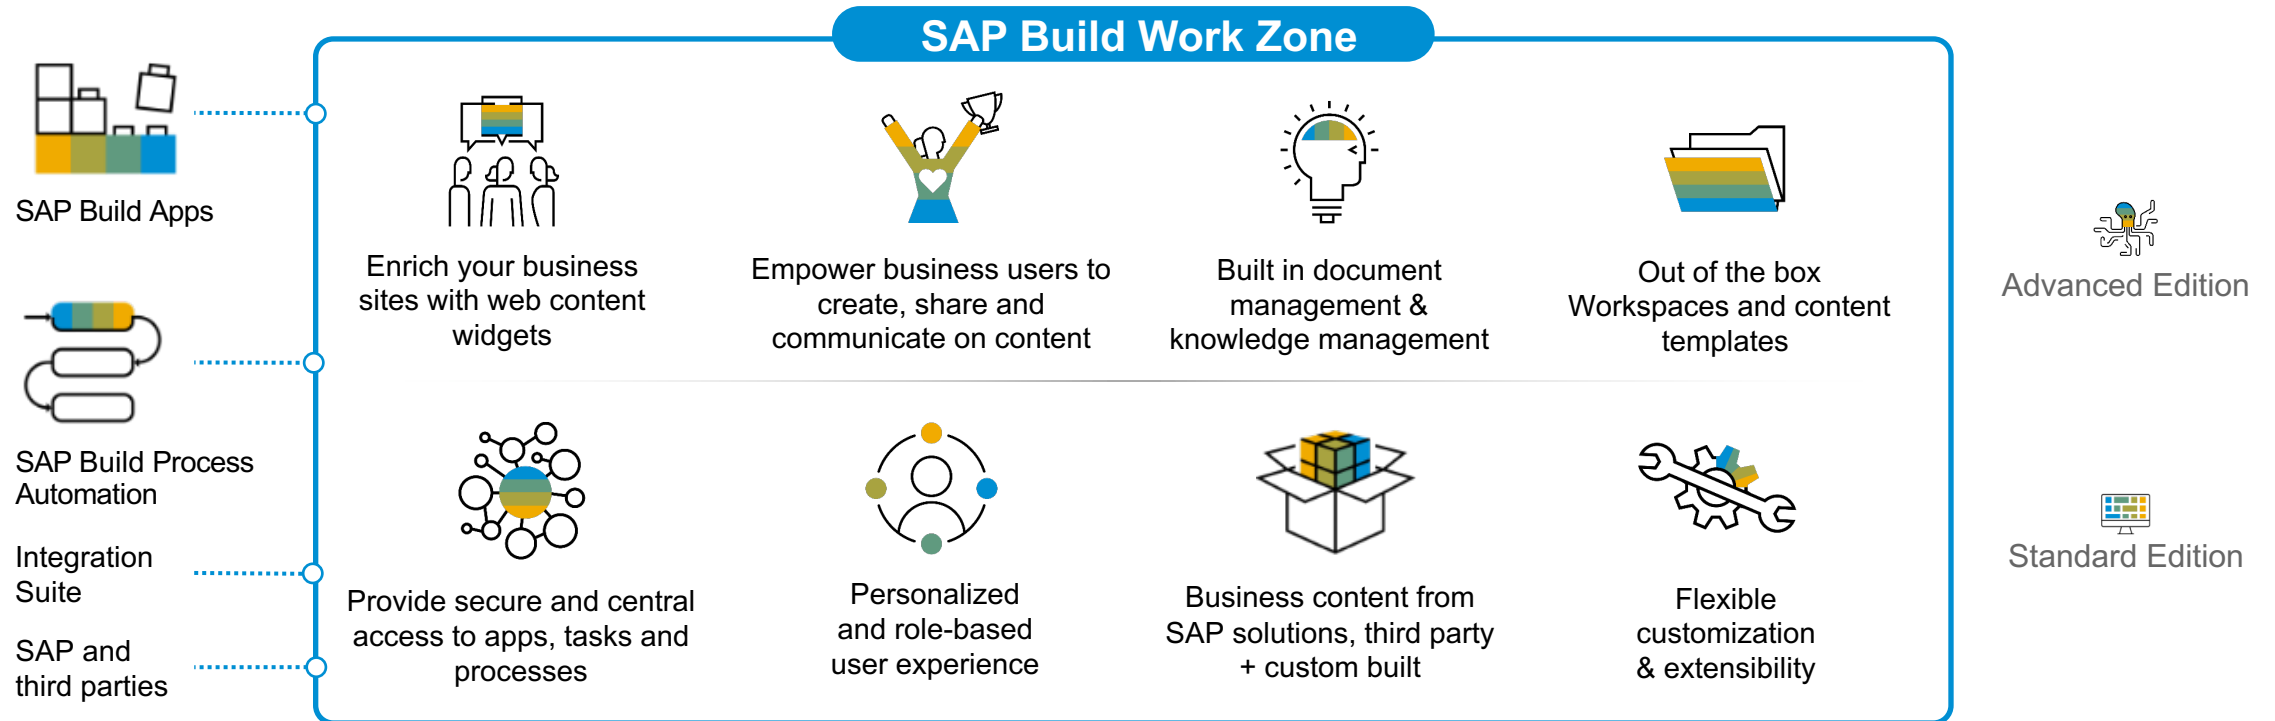 SAP Build Work Zone
SAP Build Apps
SAP Build Process
Automation
Integration
Suite
SAP and
third parties
Enrich your business
sites with web content
widgets
Empower business users to
create, share and
communicate on content
Built in document
management &
knowledge management
Out of the box
Workspaces and content
templates
Advanced Edition
Provide secure and central
access to apps, tasks and
processes
Personalized
and role-based
user experience
Business content from
SAP solutions, third party
+ custom built
Flexible
customization
& extensibility
Standard Edition